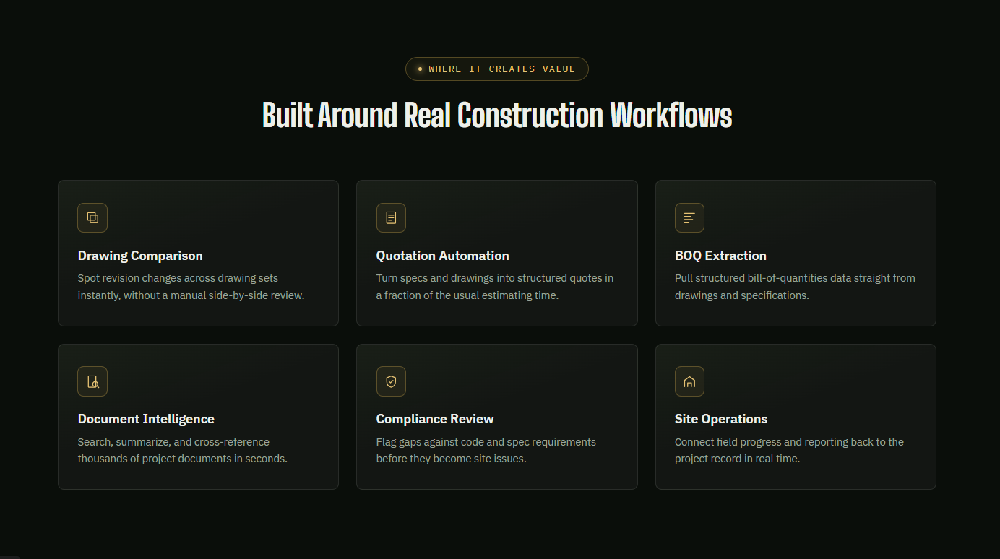 WHERE IT CREATES VALUE
Built Around Real Construction Workflows
Drawing Comparison
Spot revision changes across drawing sets
instantly, without a manual side-by-side review.
Quotation Automation
Turn specs and drawings into structured quotes in
a fraction of the usual estimating time.
BOQ Extraction
Pull structured bill-of-quantities data straight from
drawings and specifications.
Document Intelligence
Search, summarize, and cross-reference
thousands of project documents in seconds.
Compliance Review
Flag gaps against code and spec requirements
before they become site issues.
Site Operations
Connect field progress and reporting back to the
project record in real time.